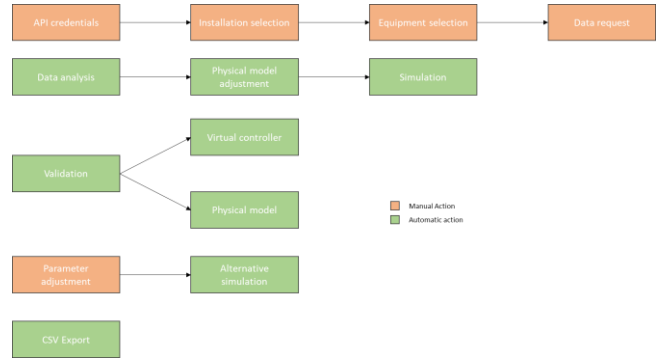 API credentials
Installation selection
Equipment selection
Data request
Data analysis
Physical model
adjustment
Simulation
Virtual controller
Validation
Physical model
Manual Action
Automatic action
Parameter
adjustment
Alternative
simulation
CSV Export